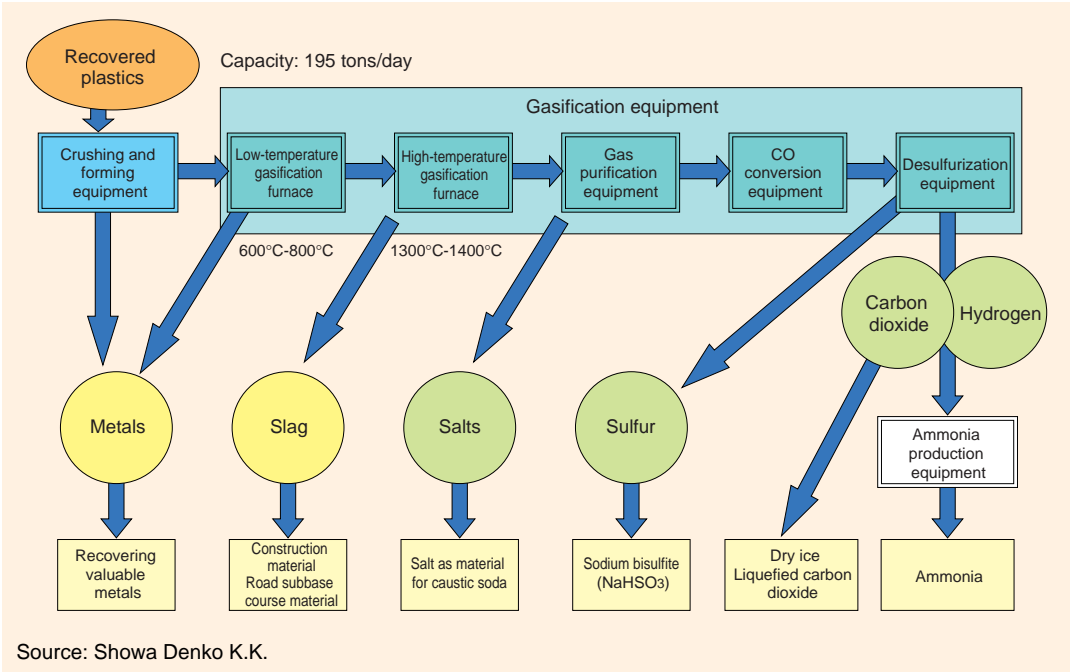 Recovered
plastics
Capacity: 195 tons/day
Gasification equipment
Crushing and
forming
equipment
Low-temperature
gasification
furnace
High-temperature
gasification
furnace
Gas
purification
equipment
CO
conversion
equipment
Desulfurization
equipment
600°C-800°C
1300°C-1400°C
Carbon
dioxide
Hydrogen
Metals
Slag
Salts
Sulfur
Ammonia
production
equipment
Recovering
valuable
metals
Construction
material
Road subbase
course material
Salt as material
for caustic soda
Sodium bisulfite
(NaHSO3)
Dry ice
Liquefied carbon
dioxide
Ammonia
Source: Showa Denko K.K.